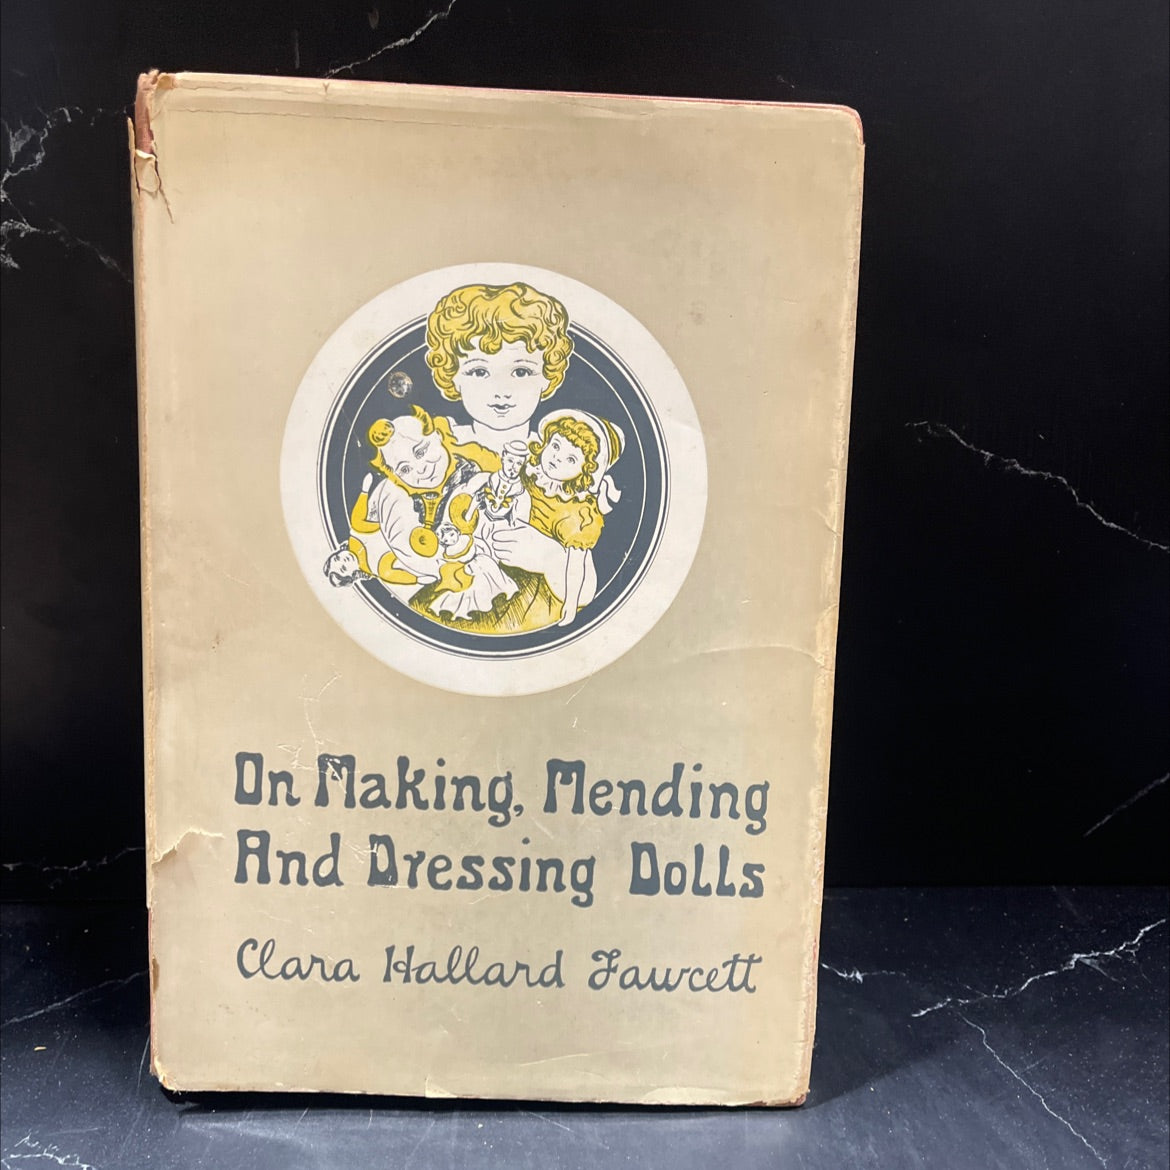 On Making, Mending
And Dressing Dolls
Clara Hallard Fawcett